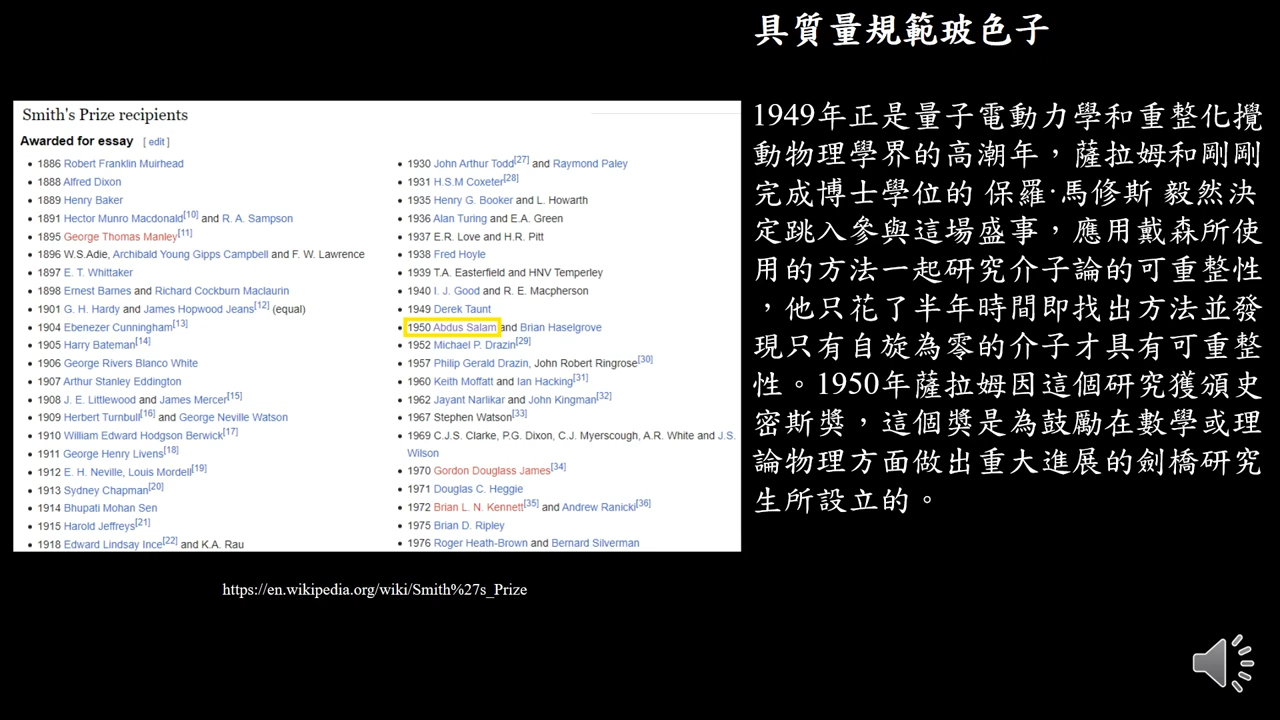 具質量規範玻色子
Smith's Prize recipients
Awarded for essay [ edit ]
• 1886 Robert Franklin Muirhead
• 1888 Alfred Dixon
• 1889 Henry Baker
• 1891 Hector Munro Macdonald[10] and R. A. Sampson
• 1895 George Thomas Manley[11]
• 1896 W.S.Adie, Archibald Young Gipps Campbell and F. W. Lawrence
• 1897 E. T. Whittaker
• 1898 Ernest Barnes and Richard Cockburn Maclaurin
• 1901 G. H. Hardy and James Hopwood Jeans[12] (equal)
• 1904 Ebenezer Cunningham[13]
• 1905 Harry Bateman[14]
• 1906 George Rivers Blanco White
• 1907 Arthur Stanley Eddington
• 1908 J. E. Littlewood and James Mercer[15]
• 1909 Herbert Turnbull[16] and George Neville Watson
• 1910 William Edward Hodgson Berwick[17]
• 1911 George Henry Livens[18]
• 1912 E. H. Neville, Louis Mordell[19]
• 1913 Sydney Chapman[20]
• 1914 Bhupati Mohan Sen
• 1915 Harold Jeffreys[21]
• 1918 Edward Lindsay Ince[22] and K.A. Rau
• 1930 John Arthur Todd[27] and Raymond Paley
• 1931 H.S.M Coxeter[28]
• 1935 Henry G. Booker and L. Howarth
• 1936 Alan Turing and E.A. Green
• 1937 E.R. Love and H.R. Pitt
• 1938 Fred Hoyle
• 1939 T.A. Easterfield and HNV Temperley
• 1940 I. J. Good and R. E. Macpherson
• 1949 Derek Taunt
• 1950 Abdus Salam and Brian Haselgrove
• 1952 Michael P. Drazin[29]
• 1957 Philip Gerald Drazin, John Robert Ringrose[30]
• 1960 Keith Moffatt and Ian Hacking[31]
• 1962 Jayant Narlikar and John Kingman[32]
• 1967 Stephen Watson[33]
• 1969 C.J.S. Clarke, P.G. Dixon, C.J. Myerscough, A.R. White and J.S.
Wilson
• 1970 Gordon Douglass James[34]
• 1971 Douglas C. Heggie
• 1972 Brian L. N. Kennett[35] and Andrew Ranicki[36]
• 1975 Brian D. Ripley
• 1976 Roger Heath-Brown and Bernard Silverman
https://en.wikipedia.org/wiki/Smith%27s_Prize
1949年正是量子電動力學和重整化攪
動物理學界的高潮年，薩拉姆和剛剛
完成博士學位的 保羅·馬修斯 毅然決
定跳入參與這場盛事，應用戴森所使
用的方法一起研究介子論的可重整性
，他只花了半年時間即找出方法並發
現只有自旋為零的介子才具有可重整
性。1950年薩拉姆因這個研究獲頒史
密斯獎，這個獎是為鼓勵在數學或理
論物理方面做出重大進展的劍橋研究
生所設立的。